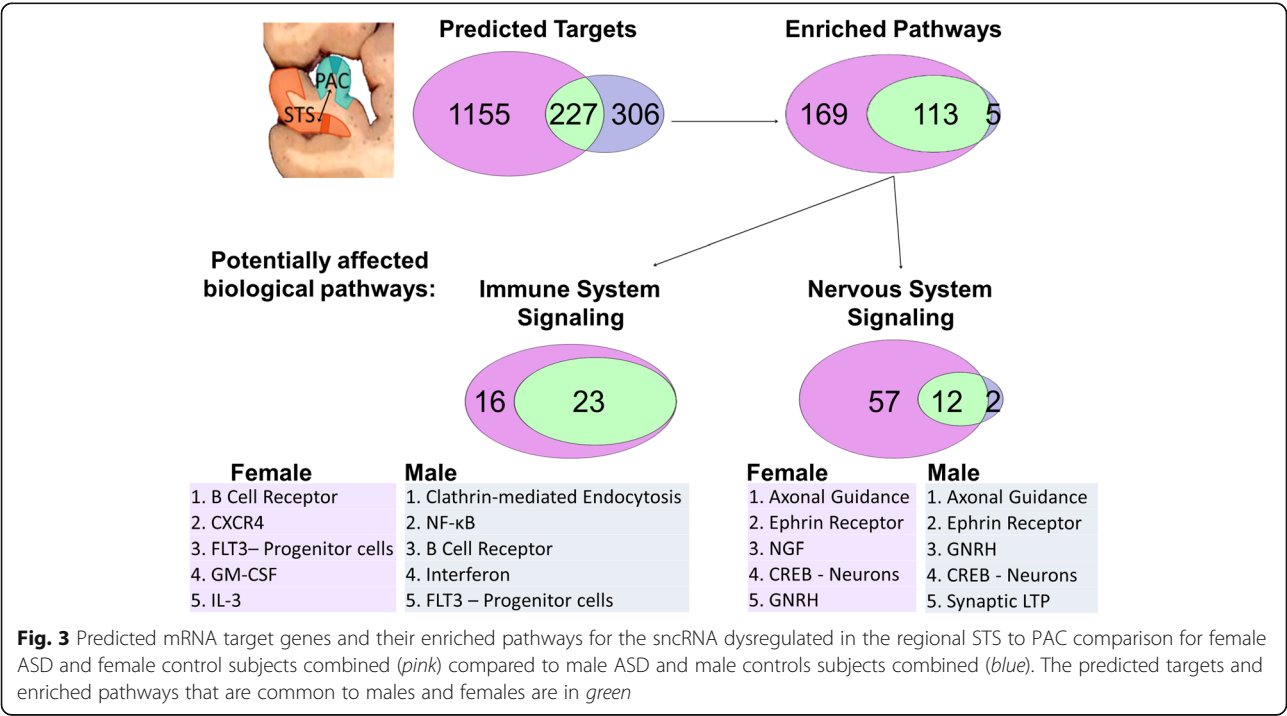 Predicted Targets
Enriched Pathways
PAC
STS
1155
227
306
169
113
5
Potentially affected
biological pathways:
Immune System
Signaling
Nervous System
Signaling
16
23
57
12
2
Female
1. B Cell Receptor
2. CXCR4
3. FLT3– Progenitor cells
4. GM-CSF
5. IL-3
Male
1. Clathrin-mediated Endocytosis
2. NF-κB
3. B Cell Receptor
4. Interferon
5. FLT3 – Progenitor cells
Female
1. Axonal Guidance
2. Ephrin Receptor
3. NGF
4. CREB - Neurons
5. GNRH
Male
1. Axonal Guidance
2. Ephrin Receptor
3. GNRH
4. CREB - Neurons
5. Synaptic LTP
Fig. 3 Predicted mRNA target genes and their enriched pathways for the sncRNA dysregulated in the regional STS to PAC comparison for female
ASD and female control subjects combined (pink) compared to male ASD and male controls subjects combined (blue). The predicted targets and
enriched pathways that are common to males and females are in green